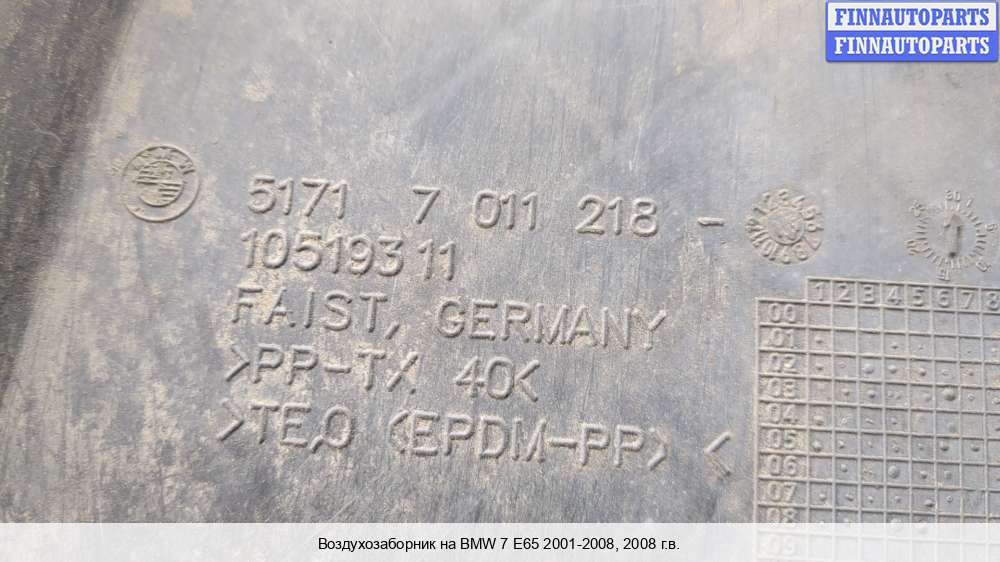 FINNAUTOPARTS
FINNAUTOPARTS
5171 7 011 218 -
105193 11
FAIST, GERMANY
>PP-TX 40<
>TE,0 (EPDM-PP) <
1 2 3 4 5 6 7 8
00
01
02
03
04
05
06
07
08
Воздухозаборник на BMW 7 E65 2001-2008, 2008 г.в.